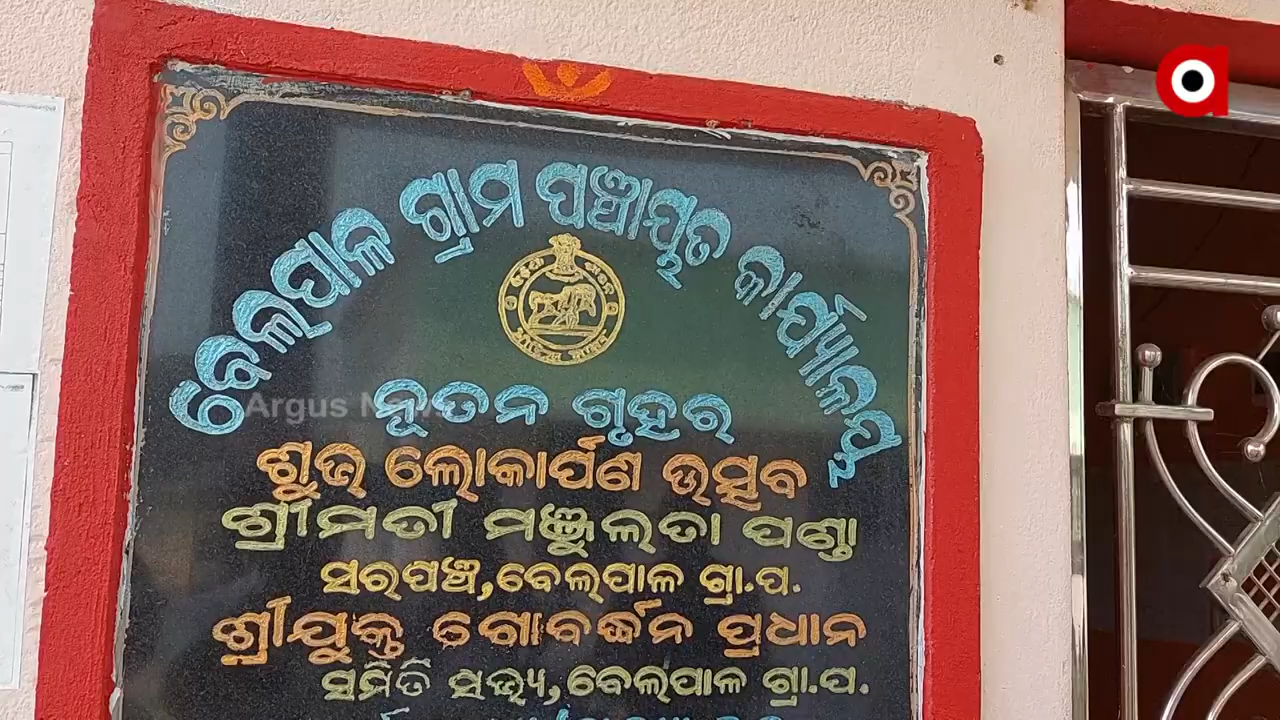 ବେଲପାଳ ଗ୍ରାମ ପଞ୍ଚାୟତ କାର୍ଯ୍ୟାଳୟ
ନୂତନ ଗୃହର
Argus News
ଶୁଭ ଲୋକାର୍ପଣ ଉତ୍ସବ
ଶ୍ରୀମତୀ ମଞ୍ଜୁଲତା ପଣ୍ଡା
ସରପଞ୍ଚ, ବେଲପାଳ ଗ୍ରା.ପ.
ଶ୍ରୀଯୁକ୍ତ ଗୋବର୍ଦ୍ଧନ ପ୍ରଧାନ
ସମିତି ସଭ୍ୟ, ବେଲପାଳ ଗ୍ରା.ପ.